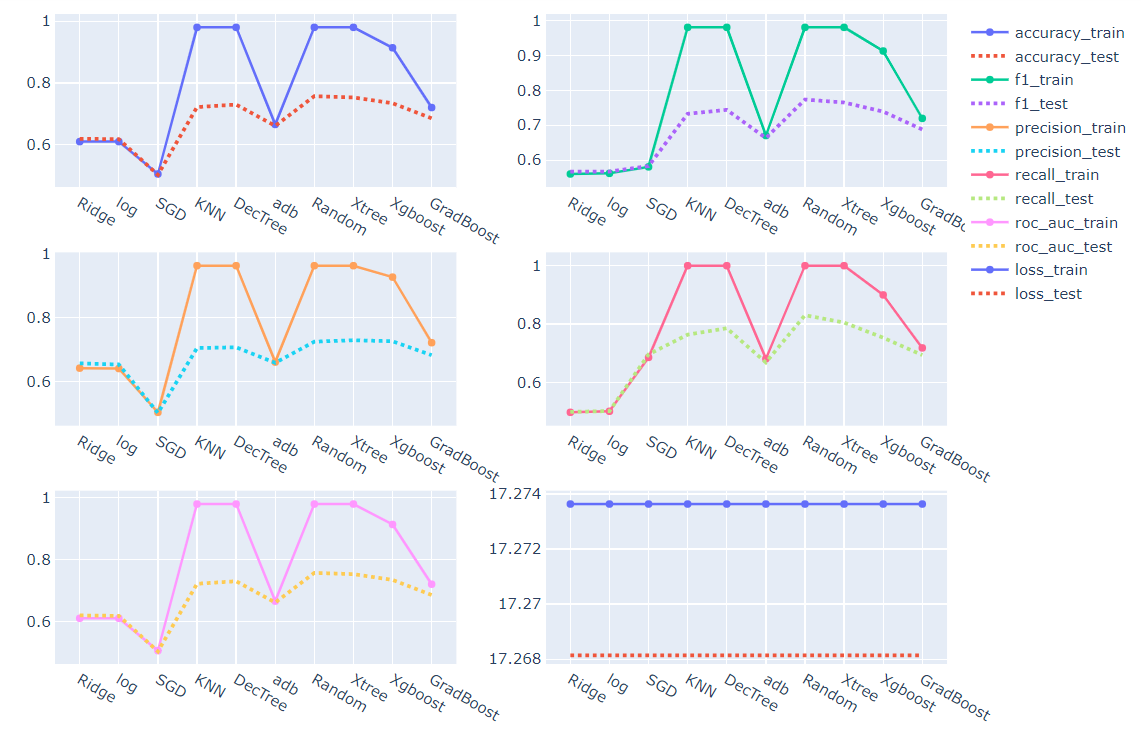 1
0.8
0.6
Ridge
log
SGD
KNN
DecTree
adb
Random
Xtree
Xgboost
GradBoost
1
0.9
0.8
0.7
0.6
Ridge
log
SGD
KNN
DecTree
adb
Random
Xtree
Xgboost
GradBo
accuracy_train
accuracy_test
f1_train
f1_test
precision_train
precision_test
recall_train
recall_test
roc_auc_train
roc_auc_test
loss_train
loss_test
1
0.8
0.6
Ridge
log
SGD
KNN
DecTree
adb
Random
Xtree
Xgboost
GradBoost
1
0.8
0.6
Ridge
log
SGD
KNN
DecTree
adb
Random
Xtree
Xgboost
GradBoost
1
0.8
0.6
Ridge
log
SGD
KNN
DecTree
adb
Random
Xtree
Xgboost
GradBoost
17.274
17.272
17.27
17.268
Ridge
log
SGD
KNN
DecTree
adb
Random
Xtree
Xgboost
GradBoost